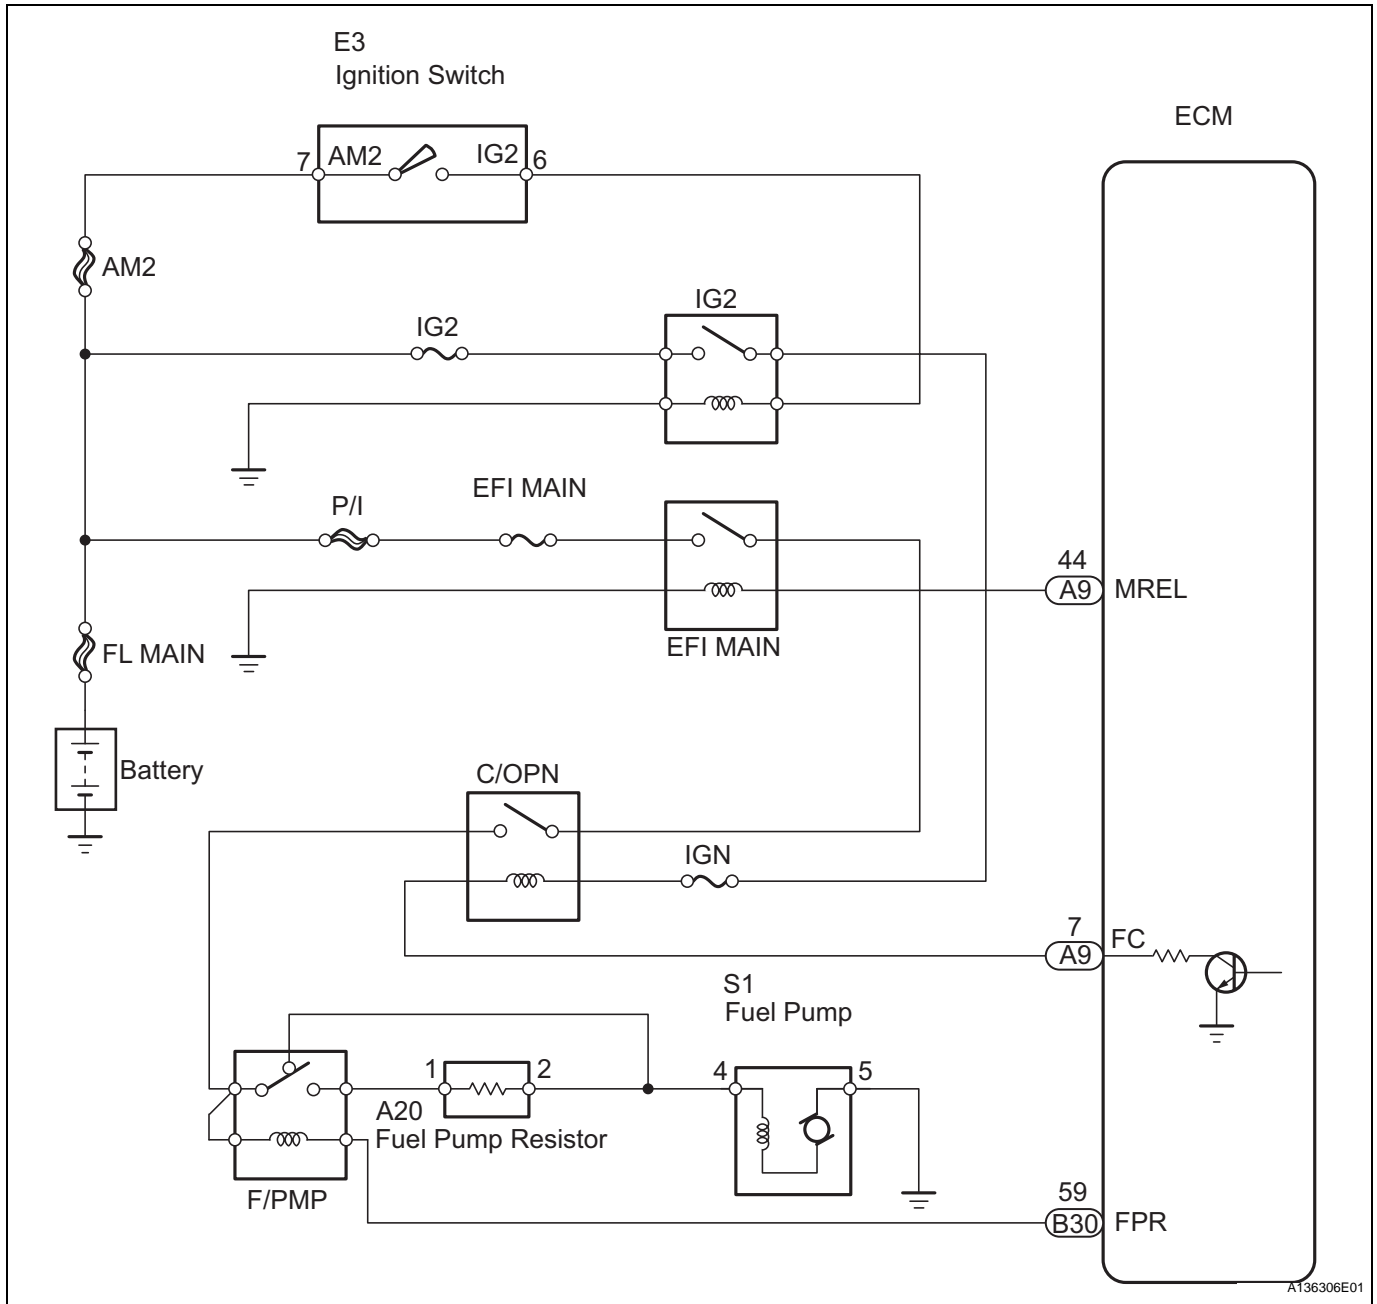 E3
Ignition Switch
ECM
7
AM2
IG2
6
AM2
IG2
IG2
P/I
EFI MAIN
44
A9
MREL
EFI MAIN
FL MAIN
Battery
C/OPN
IGN
7
A9
FC
S1
Fuel Pump
1
2
4
5
A20
Fuel Pump Resistor
F/PMP
59
B30
FPR
A136306E01